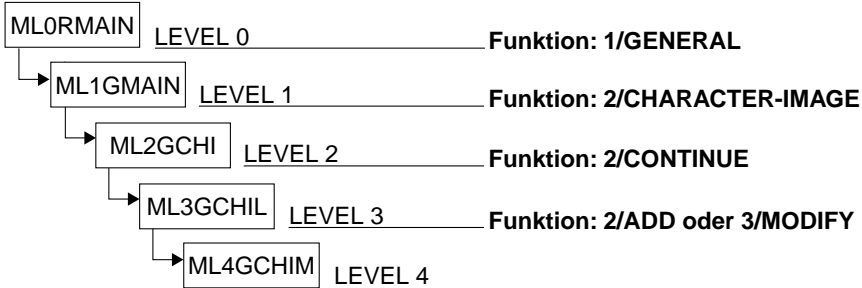 ML0RMAIN LEVEL 0 Funktion: 1/GENERAL
ML1GMAIN LEVEL 1 Funktion: 2/CHARACTER-IMAGE
ML2GCHI LEVEL 2 Funktion: 2/CONTINUE
ML3GCHIL LEVEL 3 Funktion: 2/ADD oder 3/MODIFY
ML4GCHIM LEVEL 4